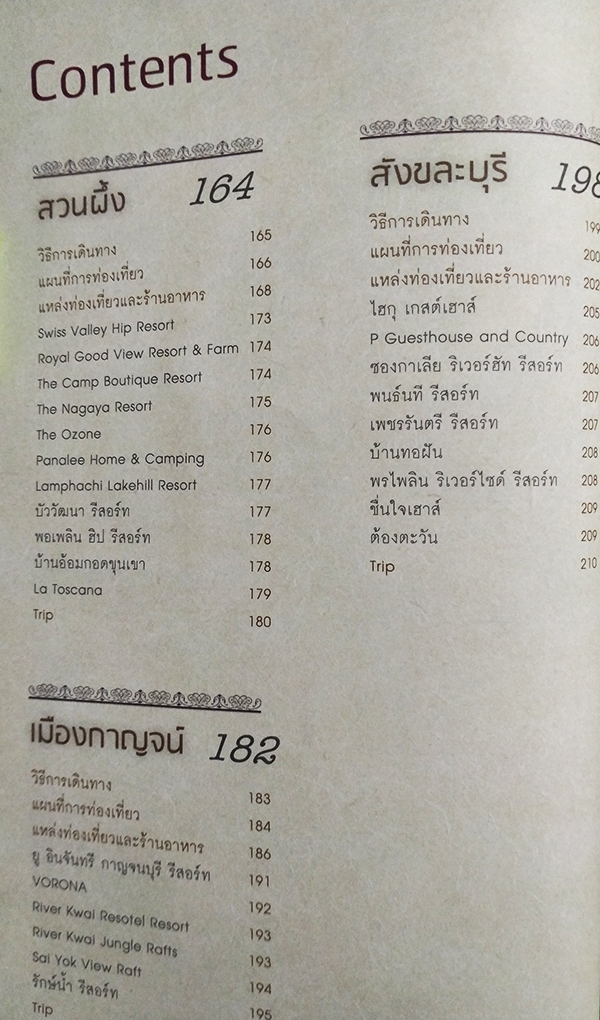 Contents
สวนผึ้ง 164
วิธีการเดินทาง 165
แผนที่การท่องเที่ยว 166
แหล่งท่องเที่ยวและร้านอาหาร 168
Swiss Valley Hip Resort 173
Royal Good View Resort & Farm 174
The Camp Boutique Resort 174
The Nagaya Resort 175
The Ozone 176
Panalee Home & Camping 176
Lamphachi Lakehill Resort 177
บัววัฒนา รีสอร์ท 177
พอเพลิน ฮิป รีสอร์ท 178
บ้านอ้อมกอดขุนเขา 178
La Toscana 179
Trip 180
เมืองกาญจน์ 182
วิธีการเดินทาง 183
แผนที่การท่องเที่ยว 184
แหล่งท่องเที่ยวและร้านอาหาร 186
ยู อินจันทรี กาญจนบุรี รีสอร์ท 191
VORONA 192
River Kwai Resotel Resort 193
River Kwai Jungle Rafts 193
Sai Yok View Raft 194
รักษ์น้ำ รีสอร์ท 195
Trip
สังขละบุรี 198
วิธีการเดินทาง 199
แผนที่การท่องเที่ยว 200
แหล่งท่องเที่ยวและร้านอาหาร 202
ไฮกุ เกสต์เฮาส์ 205
P Guesthouse and Country 206
ซองกาเลีย ริเวอร์ฮัท รีสอร์ท 206
พนธ์นที รีสอร์ท 207
เพชรรันตรี รีสอร์ท 207
บ้านทอฝัน 208
พรไพลิน ริเวอร์ไซด์ รีสอร์ท 208
ชื่นใจเฮาส์ 209
ต้องตะวัน 209
Trip 210